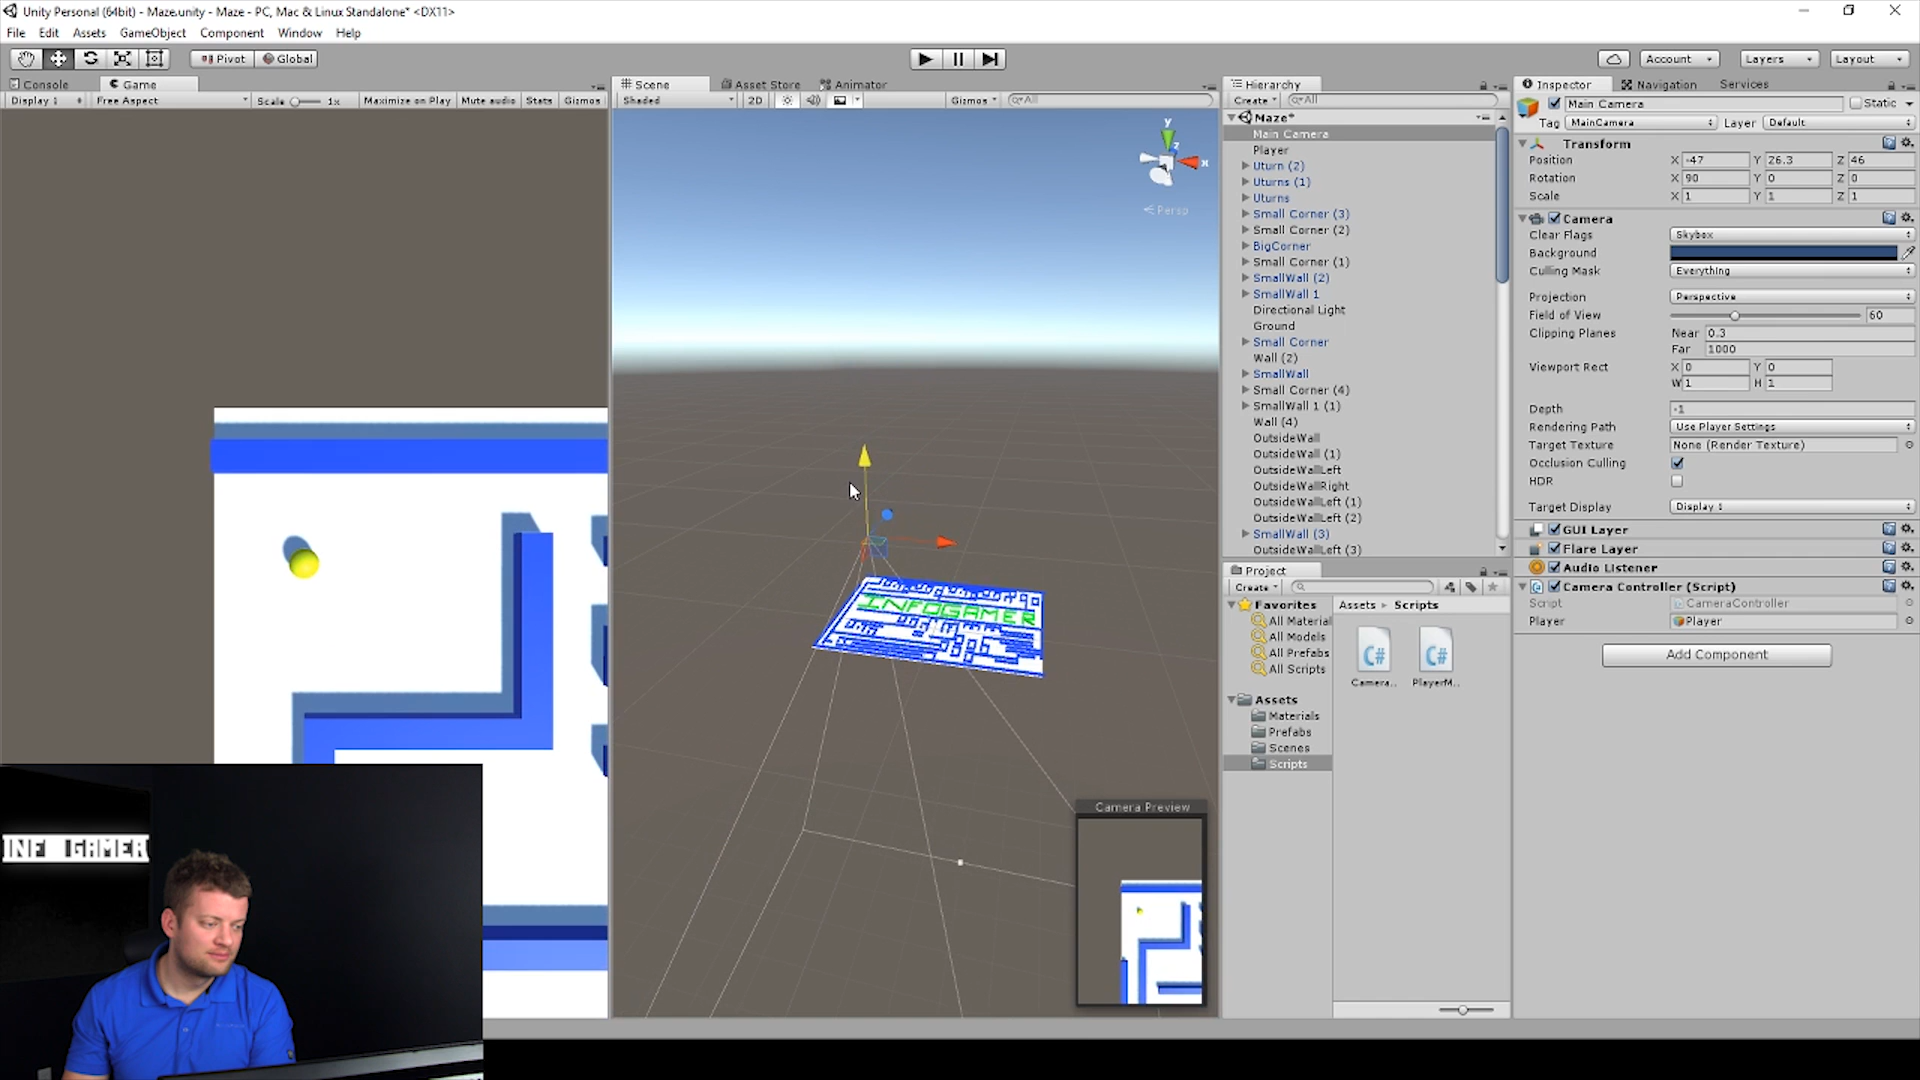 Unity Personal (64bit) - Maze.unity - Maze - PC, Mac & Linux Standalone* <DX11>
File Edit Assets GameObject Component Window Help
Pivot Global Account Layers Layout
Console Game
Display 1 Free Aspect Scale 1x Maximize on Play Mute audio Stats Gizmos
Scene Asset Store Animator
Shaded 2D Gizmos All
y
z
x
Persp
INFOGAMER
Camera Preview
INF GAMER
Hierarchy
Create All
Maze*
Main Camera
Player
Uturn (2)
Uturns (1)
Uturns
Small Corner (3)
Small Corner (2)
BigCorner
Small Corner (1)
SmallWall (2)
SmallWall 1
Directional Light
Ground
Small Corner
Wall (2)
SmallWall
Small Corner (4)
SmallWall 1 (1)
Wall (4)
OutsideWall
OutsideWall (1)
OutsideWallLeft
OutsideWallRight
OutsideWallLeft (1)
OutsideWallLeft (2)
SmallWall (3)
OutsideWallLeft (3)
Project
Create
Favorites
All Material
All Models
All Prefabs
All Scripts
Assets
Materials
Prefabs
Scenes
Scripts
Assets Scripts
C# C#
Camera.. PlayerM..
Inspector Navigation Services
Main Camera Static
Tag MainCamera Layer Default
Transform
Position X -47 Y 26.3 Z 46
Rotation X 90 Y 0 Z 0
Scale X 1 Y 1 Z 1
Camera
Clear Flags Skybox
Background
Culling Mask Everything
Projection Perspective
Field of View 60
Clipping Planes Near 0.3
Far 1000
Viewport Rect X 0 Y 0
W 1 H 1
Depth -1
Rendering Path Use Player Settings
Target Texture None (Render Texture)
Occlusion Culling
HDR
Target Display Display 1
GUI Layer
Flare Layer
Audio Listener
Camera Controller (Script)
Script CameraController
Player Player
Add Component